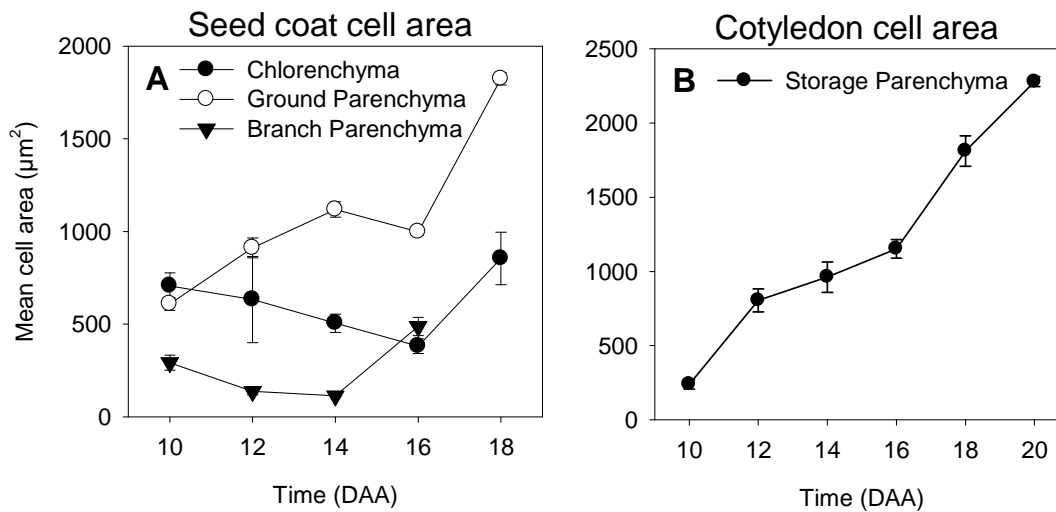 Seed coat cell area
A
Chlorenchyma
Ground Parenchyma
Branch Parenchyma
Mean cell area (µm²)
2000
1500
1000
500
0
10 12 14 16 18
Time (DAA)
Cotyledon cell area
B
Storage Parenchyma
2500
2000
1500
1000
500
0
10 12 14 16 18 20
Time (DAA)